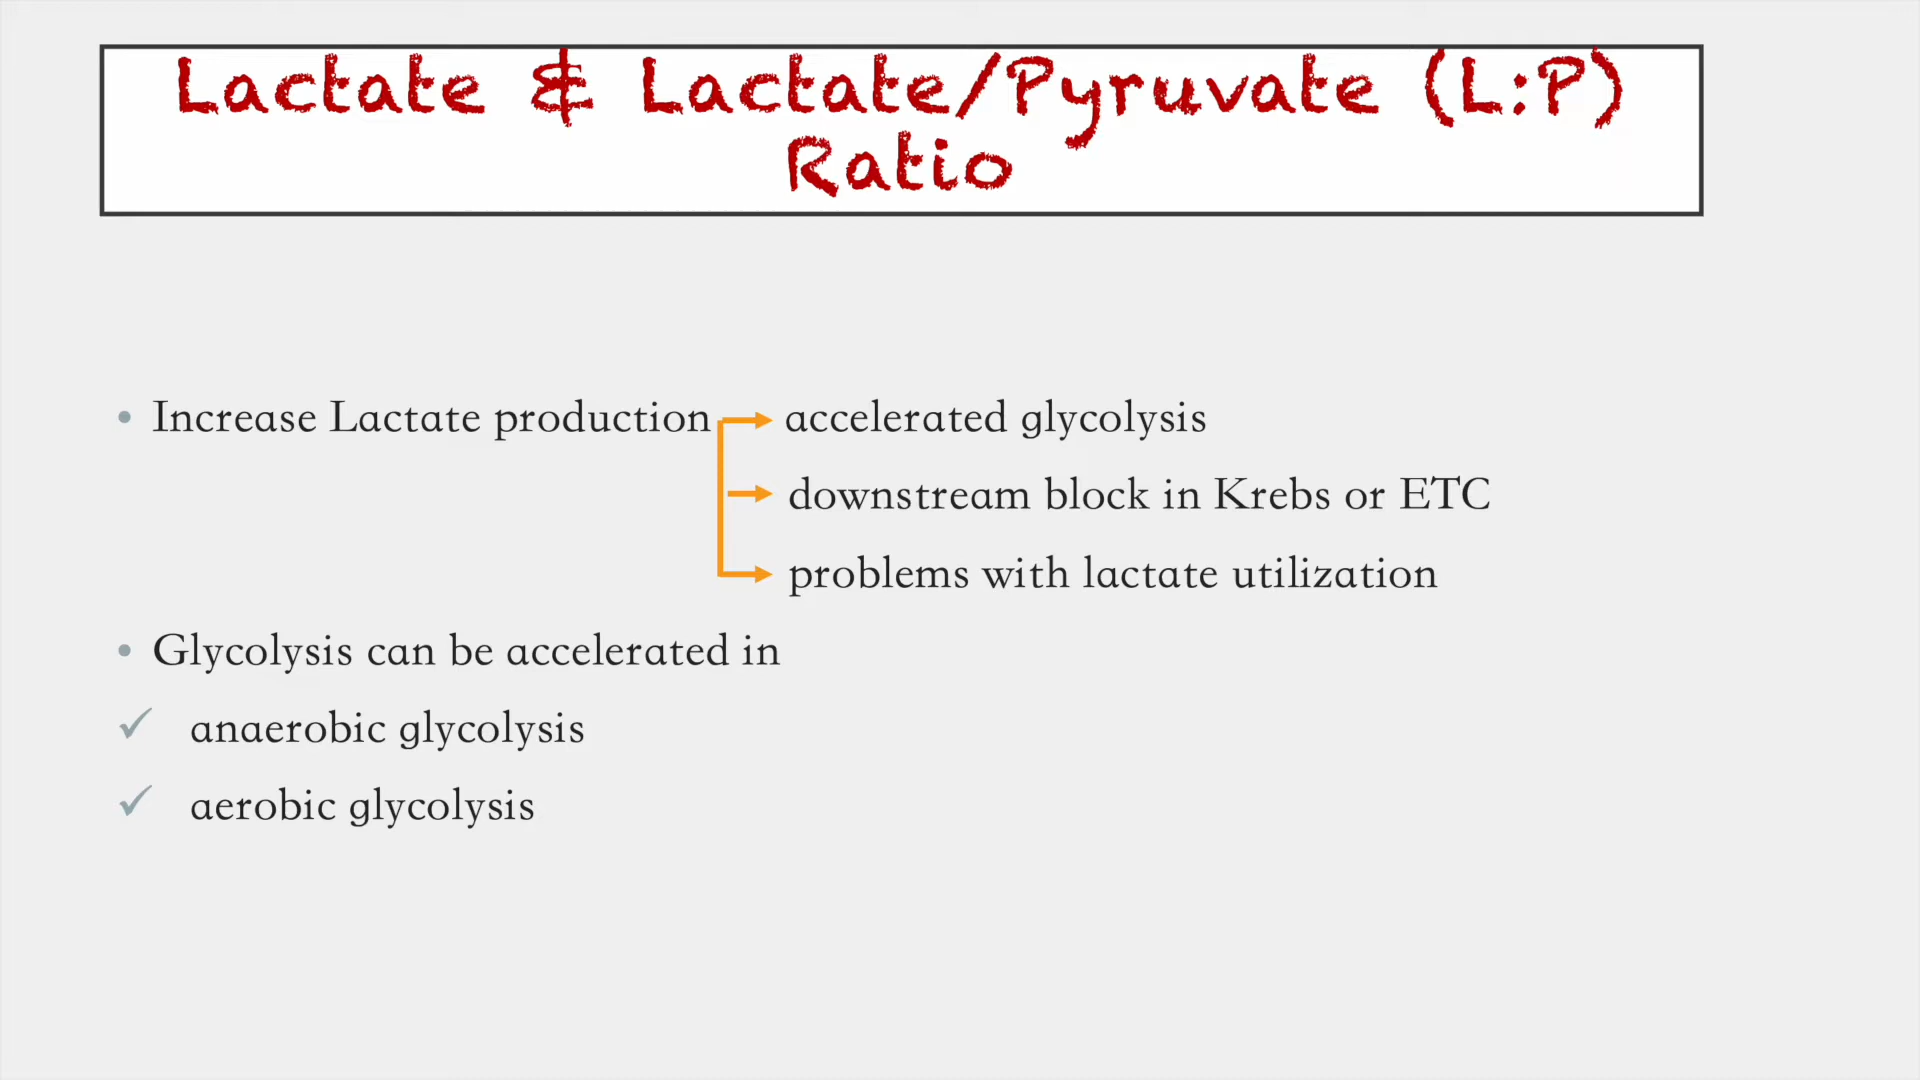 Lactate & Lactate/Pyruvate (L:P)
Ratio
• Increase Lactate production accelerated glycolysis
downstream block in Krebs or ETC
problems with lactate utilization
• Glycolysis can be accelerated in
✓ anaerobic glycolysis
✓ aerobic glycolysis